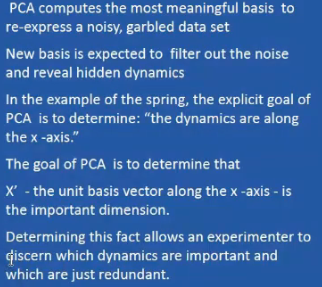 PCA computes the most meaningful basis to
re-express a noisy, garbled data set
New basis is expected to filter out the noise
and reveal hidden dynamics
In the example of the spring, the explicit goal of
PCA is to determine: “the dynamics are along
the x -axis.”
The goal of PCA is to determine that
X’ - the unit basis vector along the x -axis - is
the important dimension.
Determining this fact allows an experimenter to
discern which dynamics are important and
which are just redundant.